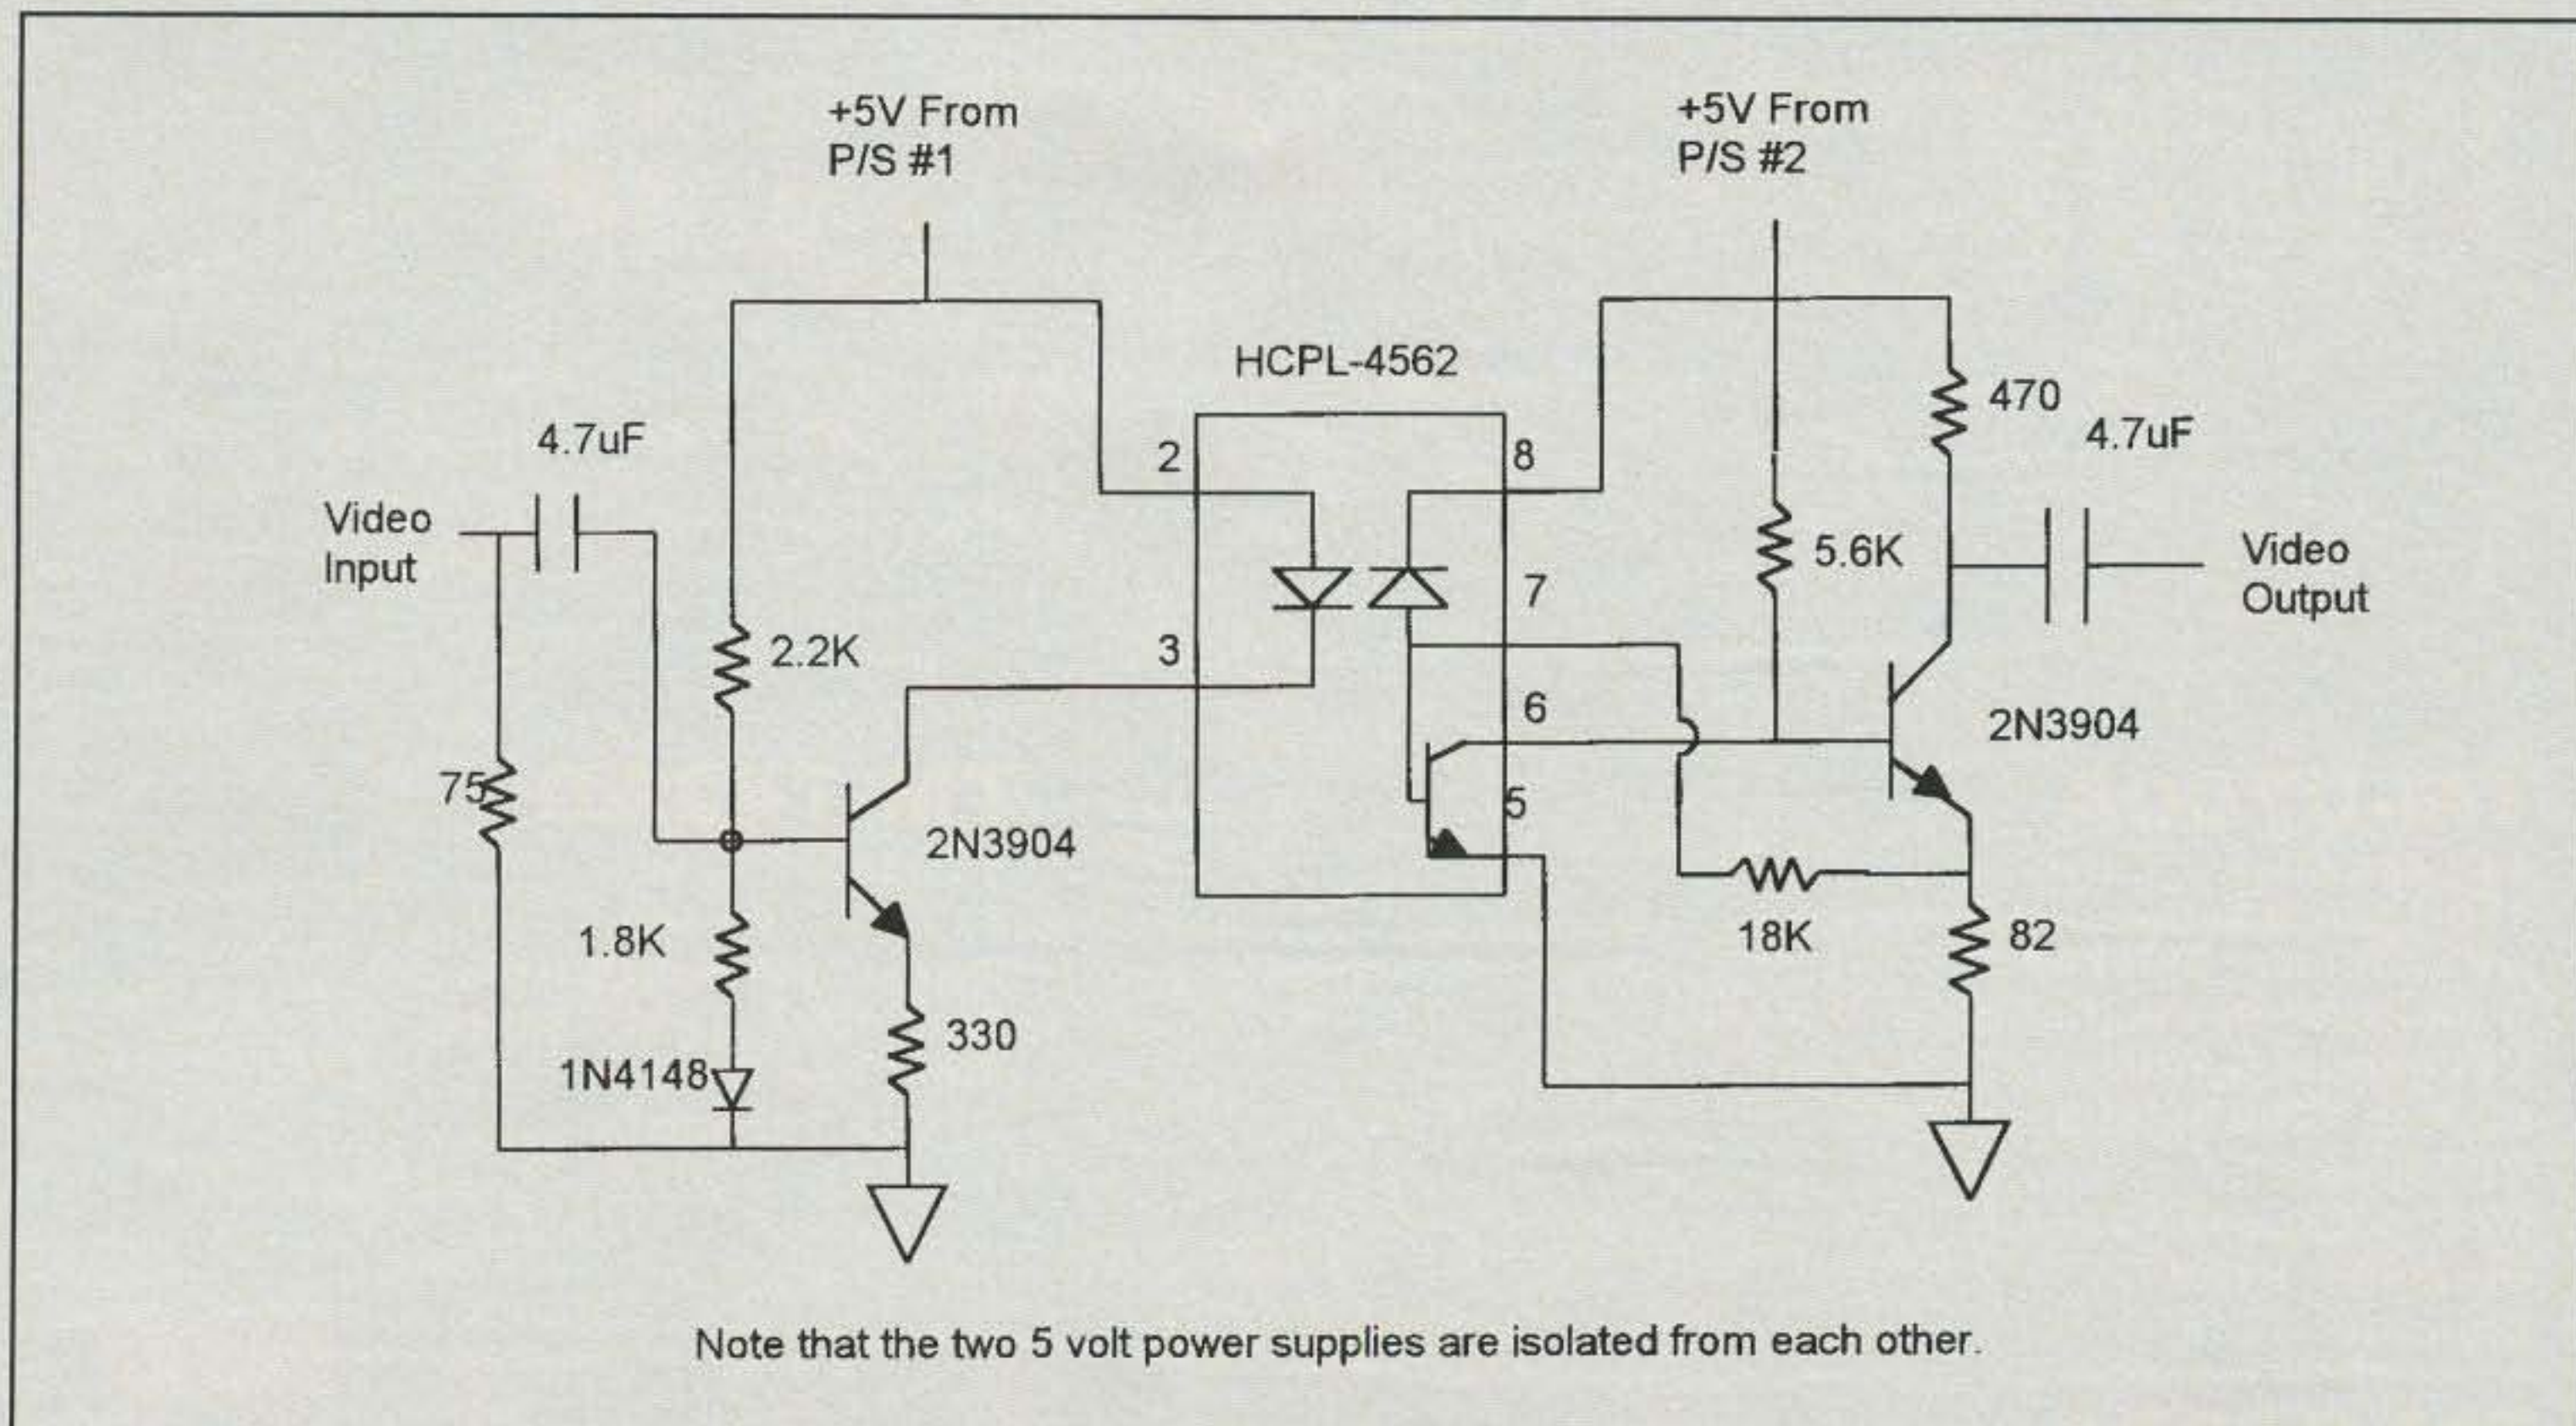 +5V From
P/S #1
+5V From
P/S #2
HCPL-4562
470
4.7uF
4.7uF
2
8
Video
Input
5.6K
Video
Output
7
2.2K
3
6
2N3904
75
5
2N3904
1.8K
18K
82
330
1N4148
Note that the two 5 volt power supplies are isolated from each other.